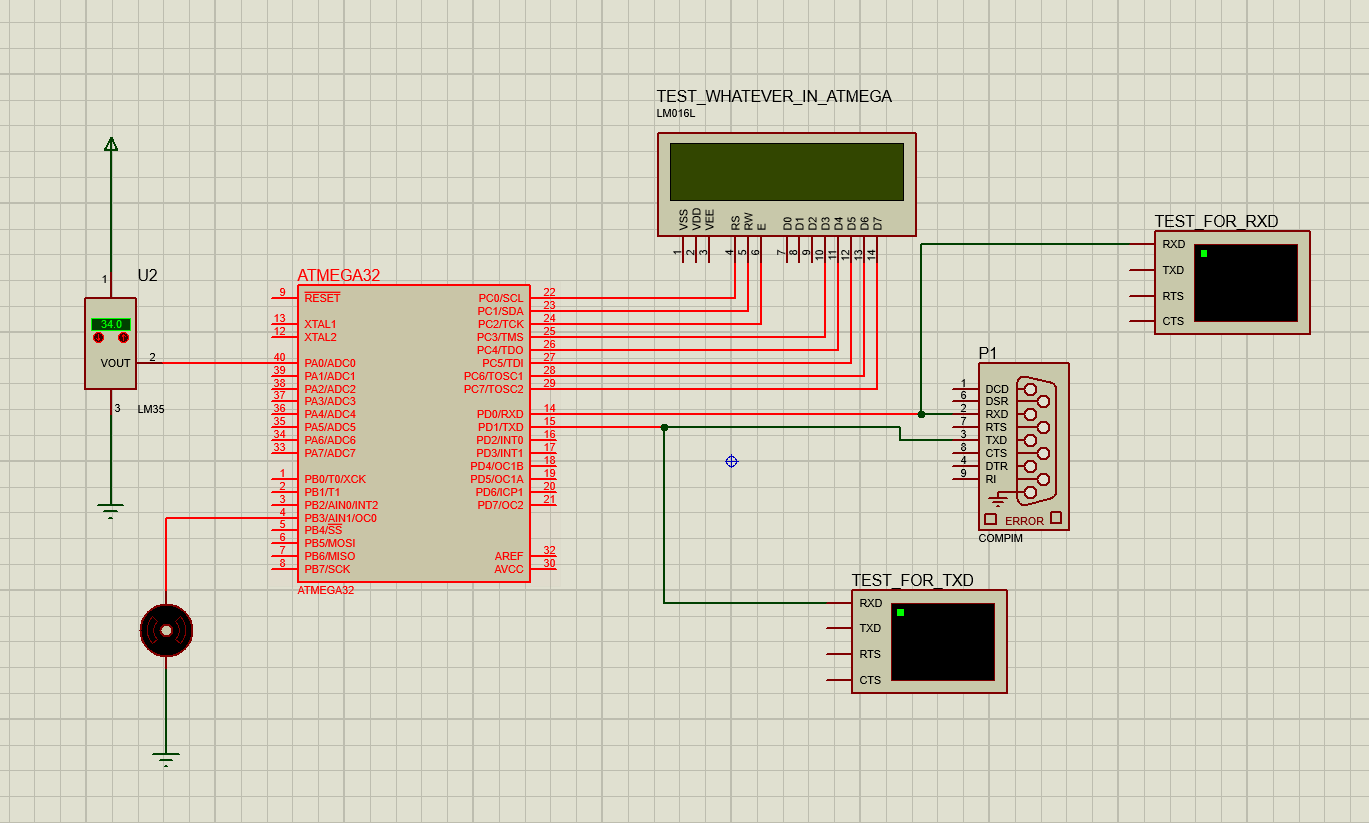 TEST_WHATEVER_IN_ATMEGA
LM016L
VSS VDD VEE RS RW E D0 D1 D2 D3 D4 D5 D6 D7
1 2 3 4 5 6 7 8 9 10 11 12 13 14
TEST_FOR_RXD
RXD
TXD
RTS
CTS
U2
1
34.0
VOUT 2
3
LM35
ATMEGA32
9 RESET
13 XTAL1
12 XTAL2
40 PA0/ADC0
39 PA1/ADC1
38 PA2/ADC2
37 PA3/ADC3
36 PA4/ADC4
35 PA5/ADC5
34 PA6/ADC6
33 PA7/ADC7
1 PB0/T0/XCK
2 PB1/T1
3 PB2/AIN0/INT2
4 PB3/AIN1/OC0
5 PB4/SS
6 PB5/MOSI
7 PB6/MISO
8 PB7/SCK
PC0/SCL 22
PC1/SDA 23
PC2/TCK 24
PC3/TMS 25
PC4/TDO 26
PC5/TDI 27
PC6/TOSC1 28
PC7/TOSC2 29
PD0/RXD 14
PD1/TXD 15
PD2/INT0 16
PD3/INT1 17
PD4/OC1B 18
PD5/OC1A 19
PD6/ICP1 20
PD7/OC2 21
AREF 32
AVCC 30
ATMEGA32
P1
1 DCD
6 DSR
2 RXD
7 RTS
3 TXD
8 CTS
4 DTR
9 RI
ERROR
COMPIM
TEST_FOR_TXD
RXD
TXD
RTS
CTS